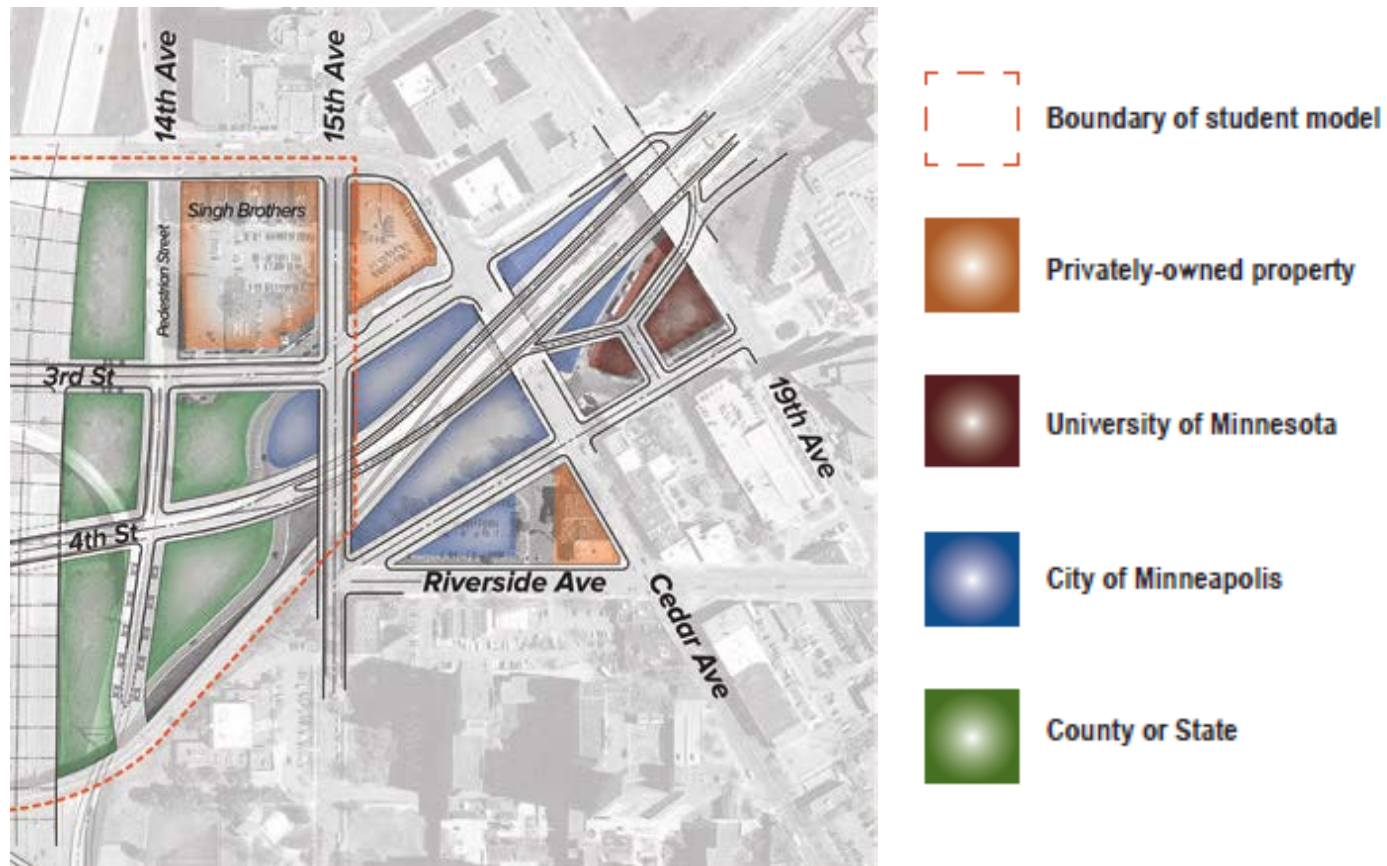 14th Ave
15th Ave
Singh Brothers
Pedestrian Street
3rd St
4th St
Riverside Ave
Cedar Ave
19th Ave
Boundary of student model
Privately-owned property
University of Minnesota
City of Minneapolis
County or State